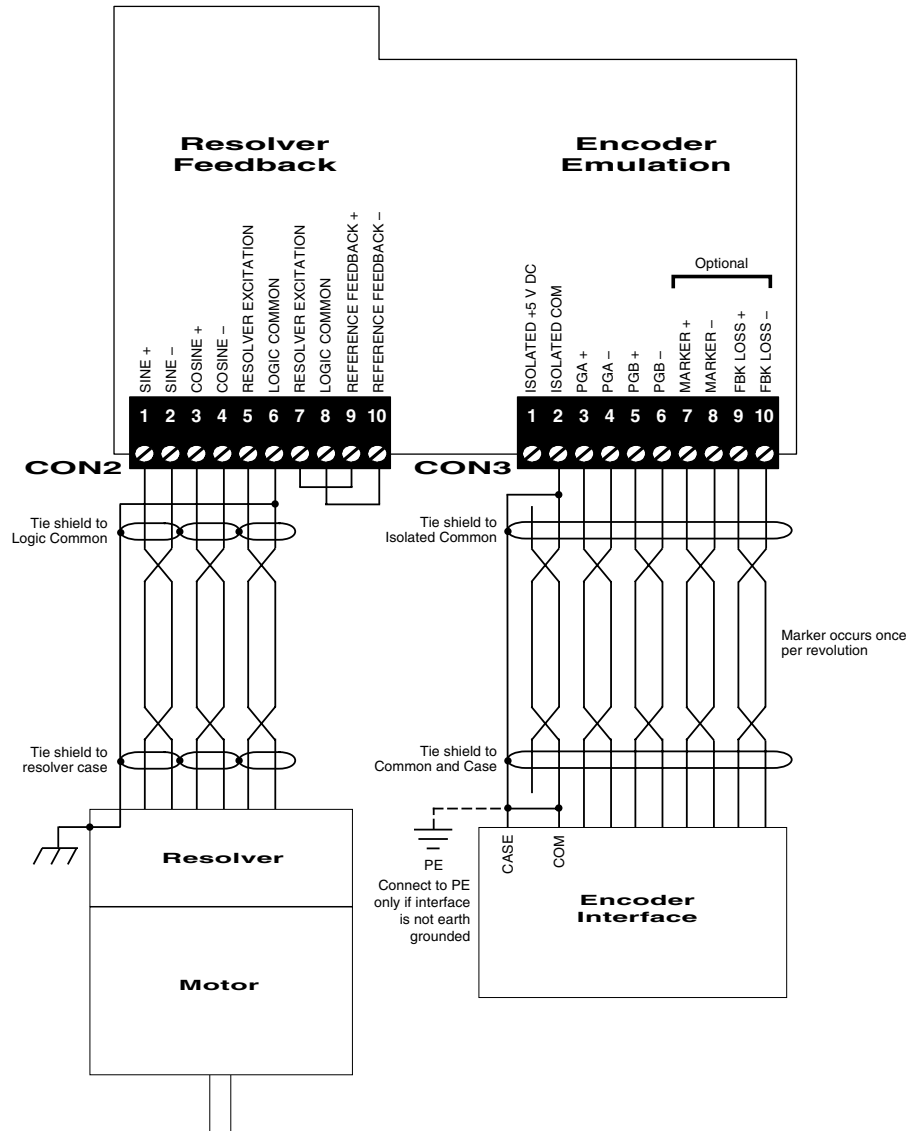 Resolver
Feedback
Encoder
Emulation
SINE +
SINE –
COSINE +
COSINE –
RESOLVER EXCITATION
LOGIC COMMON
RESOLVER EXCITATION
LOGIC COMMON
REFERENCE FEEDBACK +
REFERENCE FEEDBACK –
Optional
ISOLATED +5 V DC
ISOLATED COM
PGA +
PGA –
PGB +
PGB –
MARKER +
MARKER –
FBK LOSS +
FBK LOSS –
1 2 3 4 5 6 7 8 9 10
1 2 3 4 5 6 7 8 9 10
CON2
CON3
Tie shield to
Logic Common
Tie shield to
Isolated Common
Marker occurs once
per revolution
Tie shield to
resolver case
Tie shield to
Common and Case
PE
Connect to PE
only if interface
is not earth
grounded
CASE
COM
Resolver
Encoder
Interface
Motor